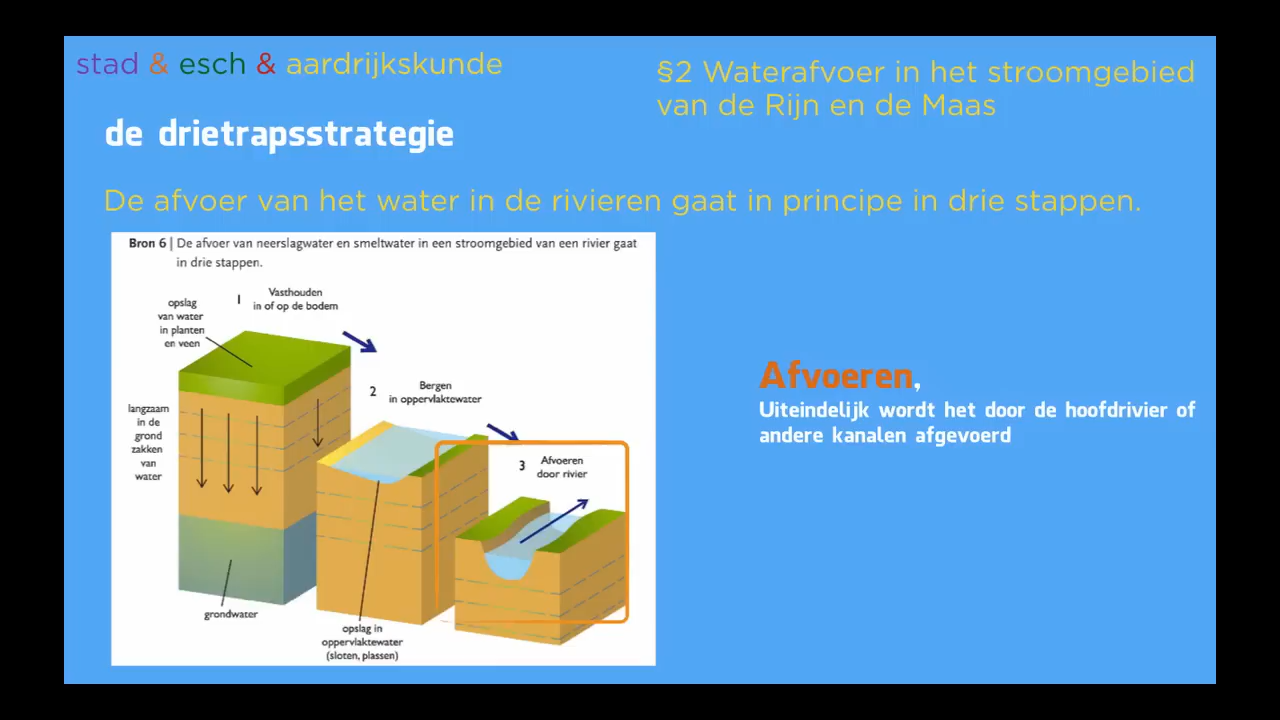 stad & esch & aardrijkskunde
§2 Waterafvoer in het stroomgebied
van de Rijn en de Maas
de drietrapsstrategie
De afvoer van het water in de rivieren gaat in principe in drie stappen.
Bron 6 | De afvoer van neerslagwater en smeltwater in een stroomgebied van een rivier gaat
in drie stappen.
1 Vasthouden
in of op de bodem
opslag
van water
in planten
en veen
2 Bergen
in oppervlaktewater
langzaam
in de
grond
zakken
van
water
3 Afvoeren
door rivier
grondwater
opslag in
oppervlaktewater
(sloten, plassen)
Afvoeren,
Uiteindelijk wordt het door de hoofdrivier of
andere kanalen afgevoerd